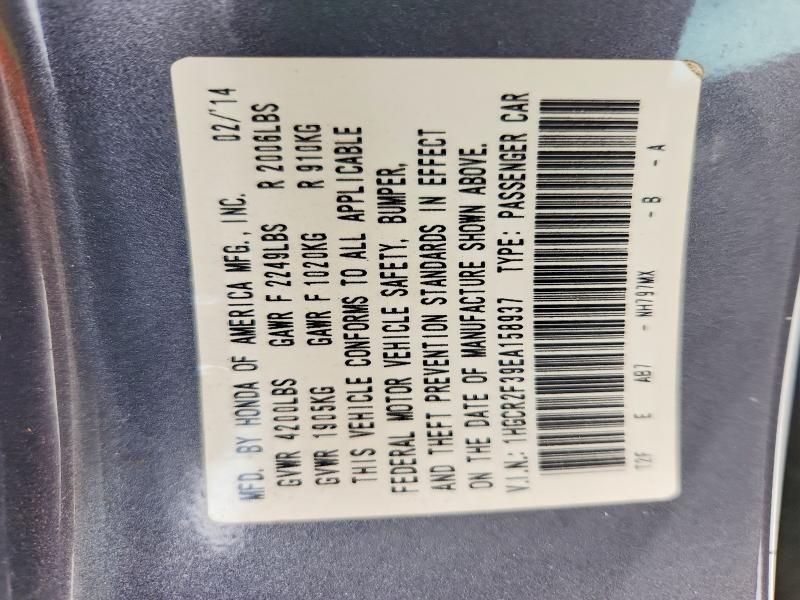 MFD. BY HONDA OF AMERICA MFG., INC. 02/'14
GVWR 4200LBS GAWR F 2249LBS R 2006LBS
GVWR 1905KG GAWR F 1020KG R 910KG
THIS VEHICLE CONFORMS TO ALL APPLICABLE
FEDERAL MOTOR VEHICLE SAFETY, BUMPER,
AND THEFT PREVENTION STANDARDS IN EFFECT
ON THE DATE OF MANUFACTURE SHOWN ABOVE.
V.I.N.: 1HGCR2F39EA158937 TYPE: PASSENGER CAR
T2F E AB7 - NH797MX - B - A